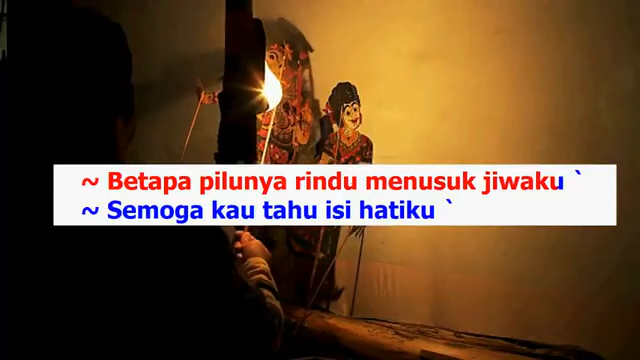 ~ Betapa pilunya rindu menusuk jiwaku `
~ Semoga kau tahu isi hatiku `